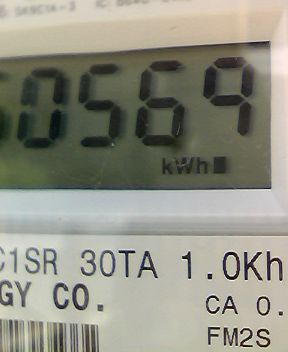 0569
kWh
C1SR 30TA 1.0Kh
GY CO.
CA 0.
FM2S